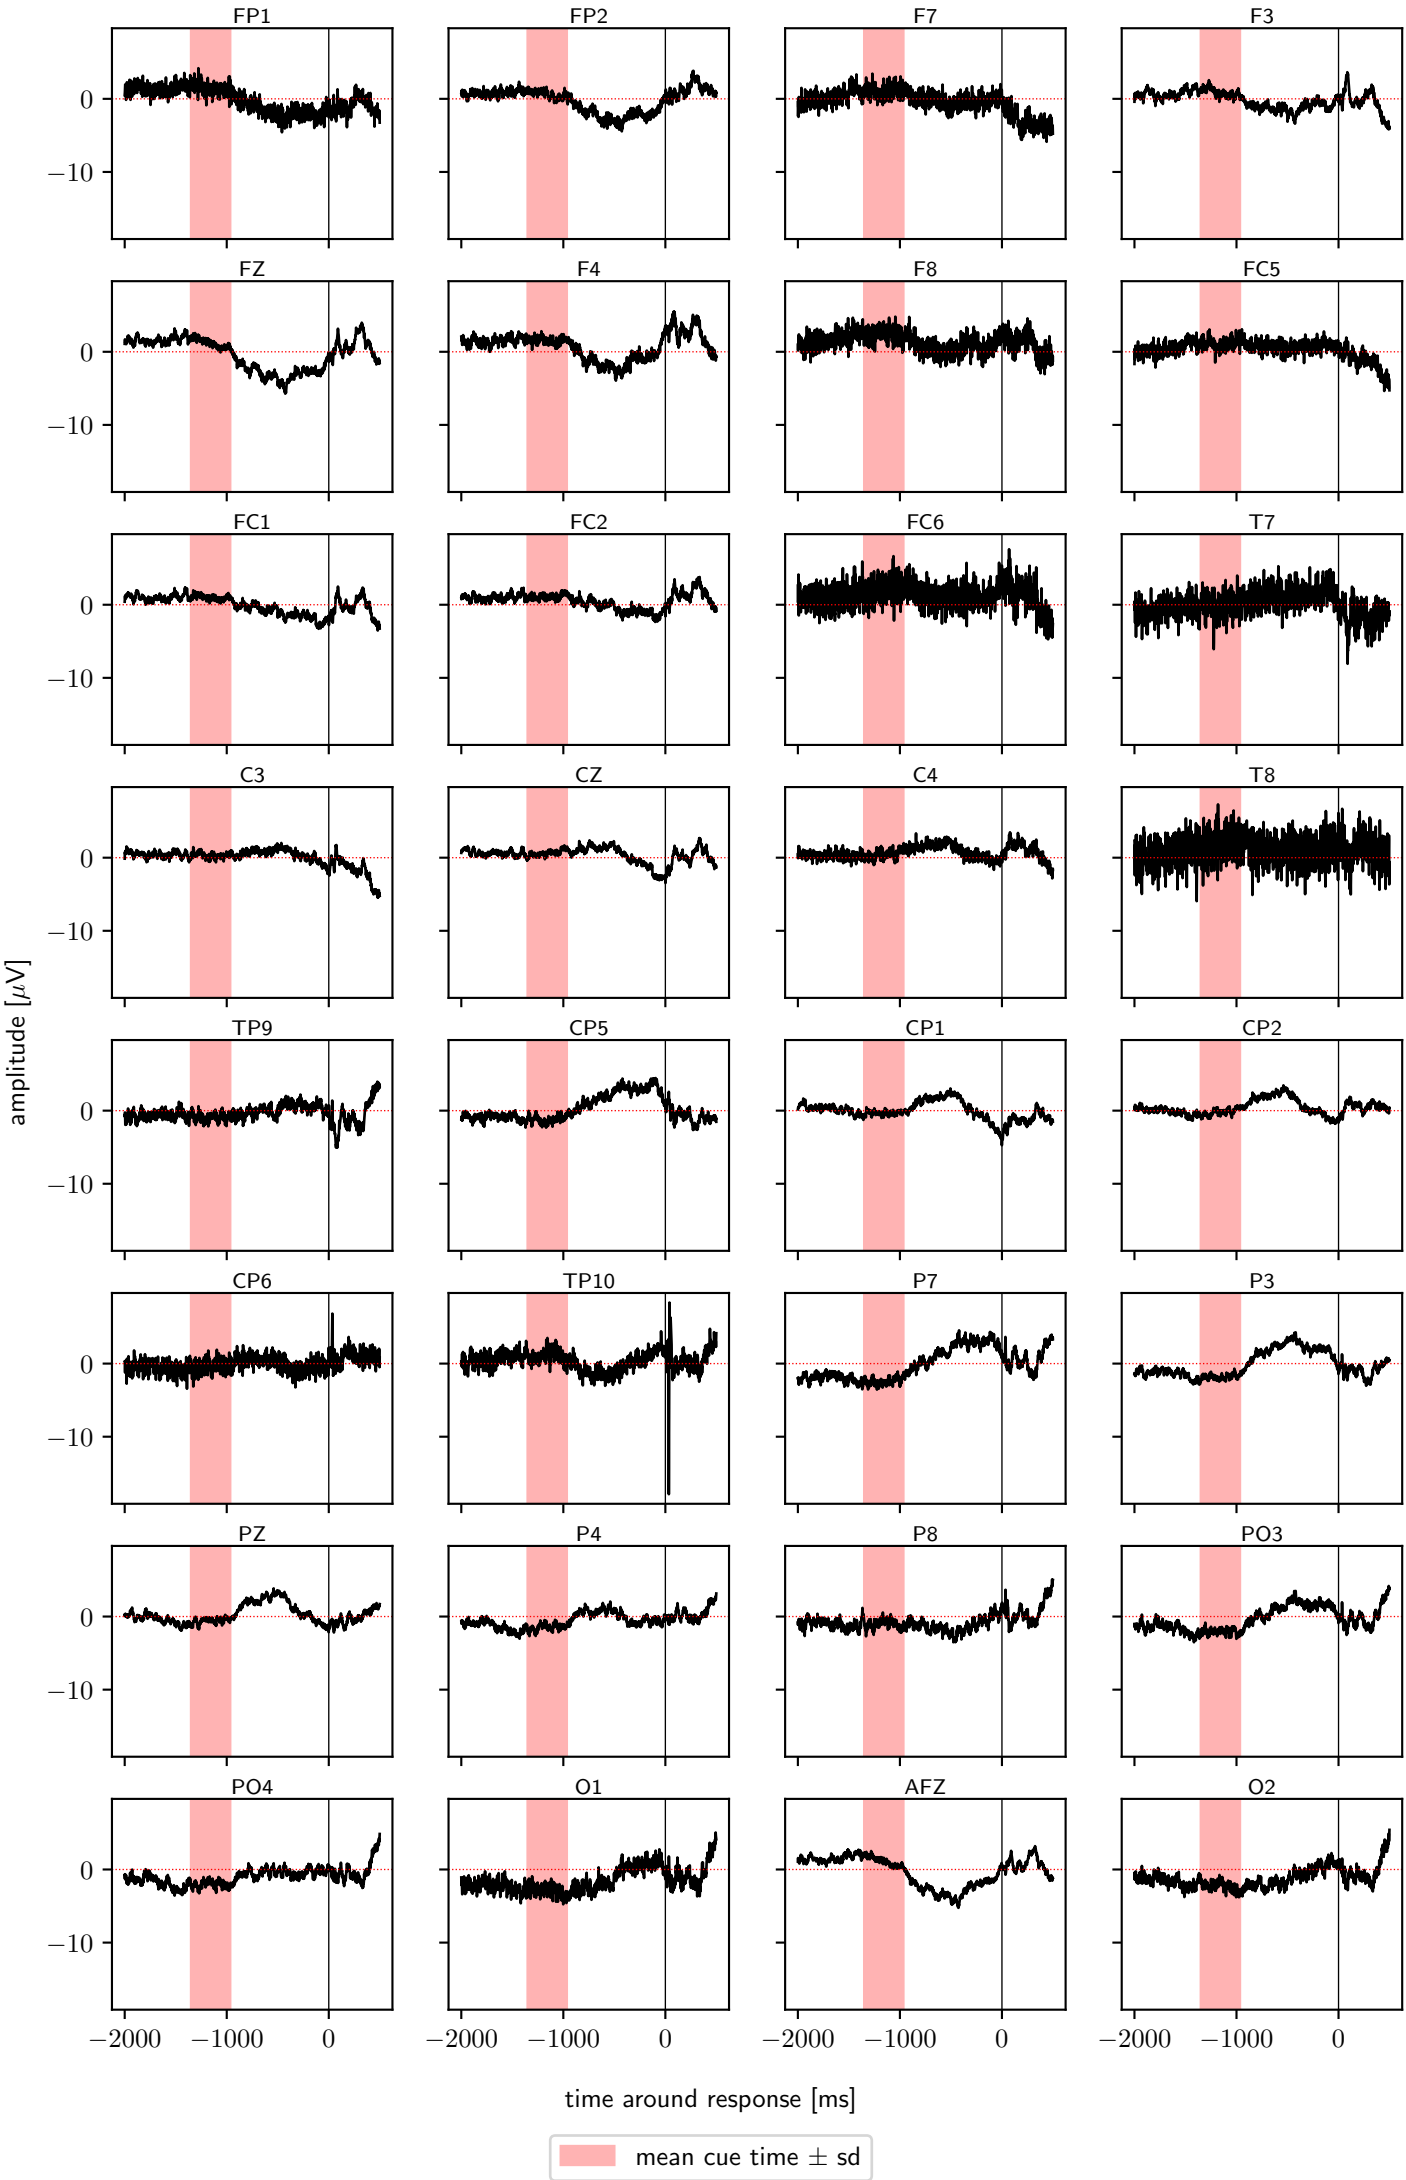 FP1 FP2 F7 F3
0
−10
FZ F4 F8 FC5
0
−10
FC1 FC2 FC6 T7
0
−10
C3 CZ C4 T8
0
−10
amplitude [μV]
TP9 CP5 CP1 CP2
0
−10
CP6 TP10 P7 P3
0
−10
PZ P4 P8 PO3
0
−10
PO4 O1 AFZ O2
0
−10
−2000 −1000 0 −2000 −1000 0 −2000 −1000 0 −2000 −1000 0
time around response [ms]
mean cue time ± sd